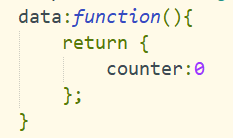 data:function(){
return {
counter:0
};
}